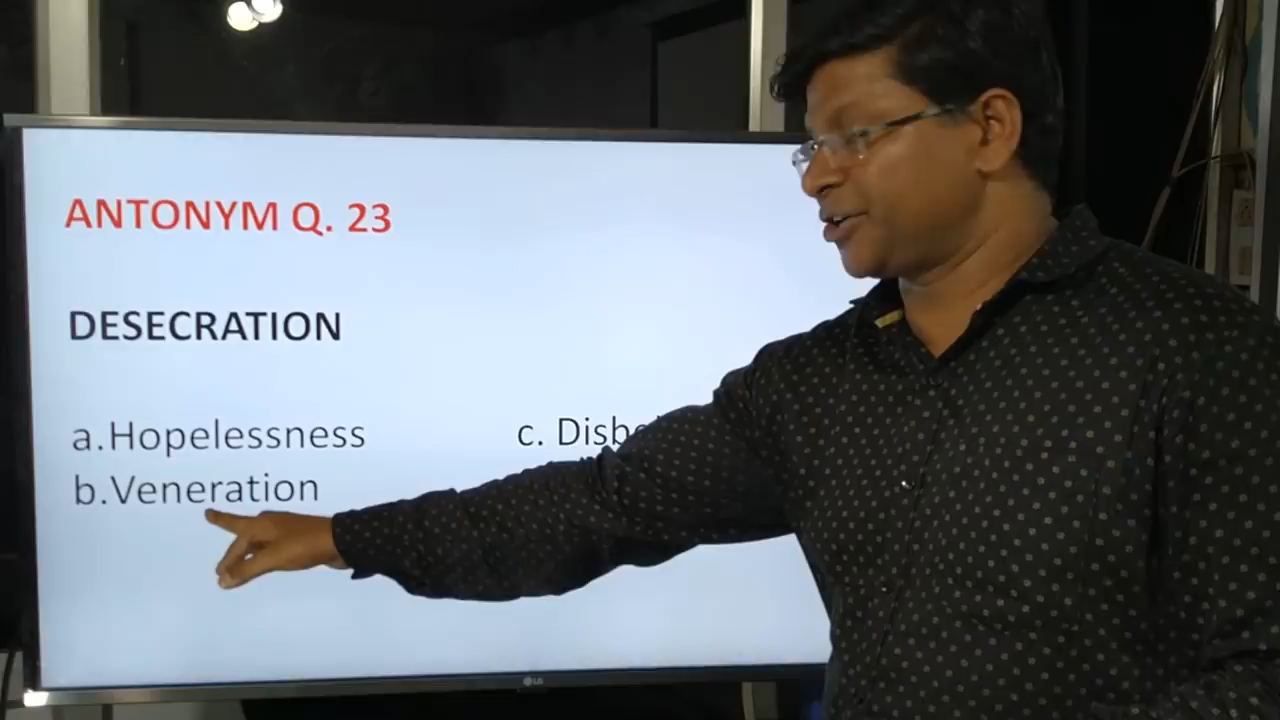 ANTONYM Q. 23
DESECRATION
a.Hopelessness
b.Veneration
c.
LG